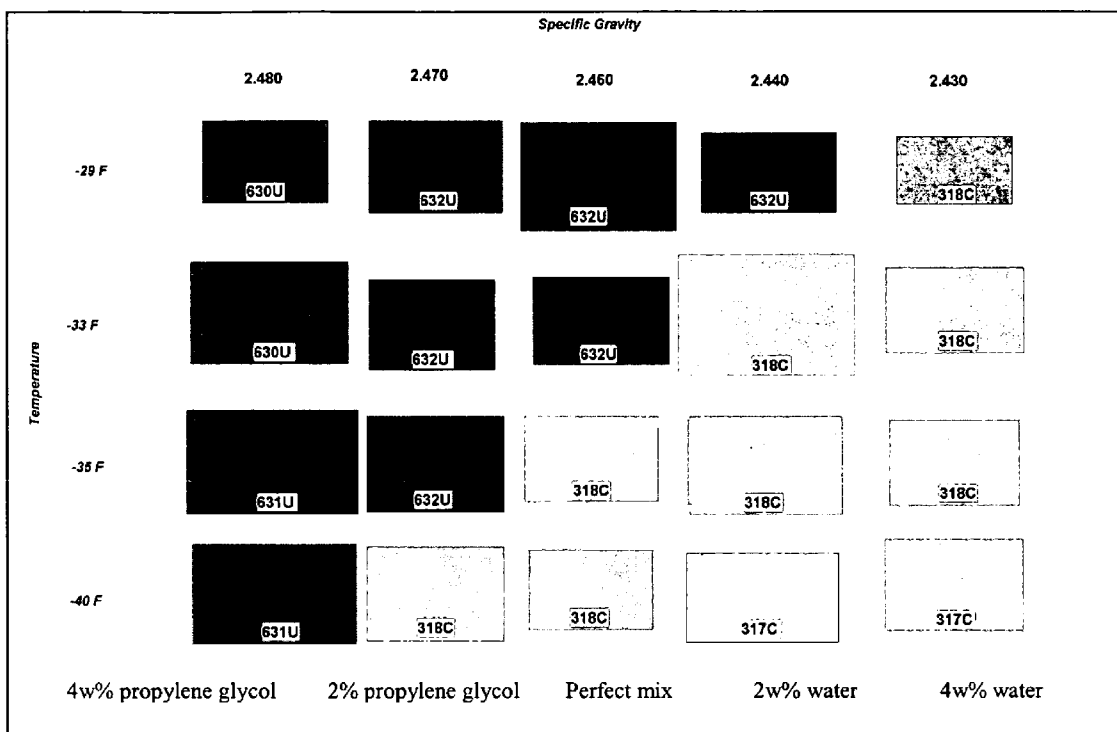 Specific Gravity
2.480 2.470 2.460 2.440 2.430
-29 F
630U 632U 632U 632U 318C
-33 F
630U 632U 632U 318C 318C
Temperature
-35 F
631U 632U 318C 318C 318C
-40 F
631U 318C 318C 317C 317C
4w% propylene glycol 2% propylene glycol Perfect mix 2w% water 4w% water